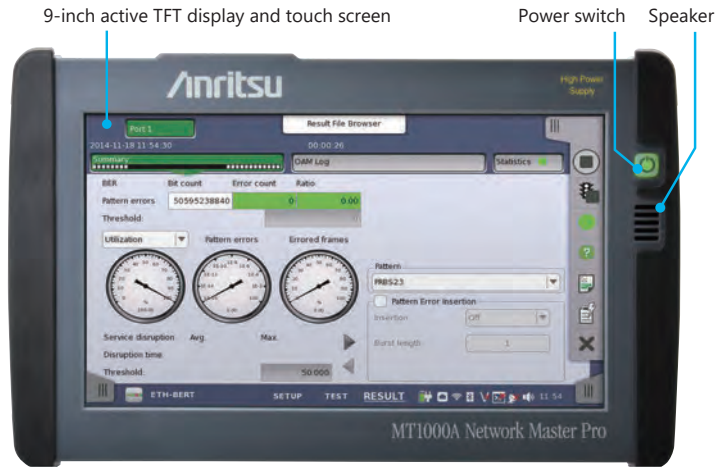 9-inch active TFT display and touch screen
Power switch
Speaker
Anritsu
High-Power
Supply
Port 1
Result File Browser
2014-11-18 11:54:30
00:00:26
Summary
OAM Log
Statistics
BER
Bit count
Error count
Ratio
Pattern errors
50595238840
0
0.00
Threshold:
Utilization
Pattern errors
Errored frames
Pattern
PRBS23
Pattern Error Insertion
Insertion
Off
Burst length
1
Service disruption
Avg.
Max.
Disruption time
Threshold
50.000
ETH-BERT
SETUP
TEST
RESULT
11 54
MT1000A Network Master Pro